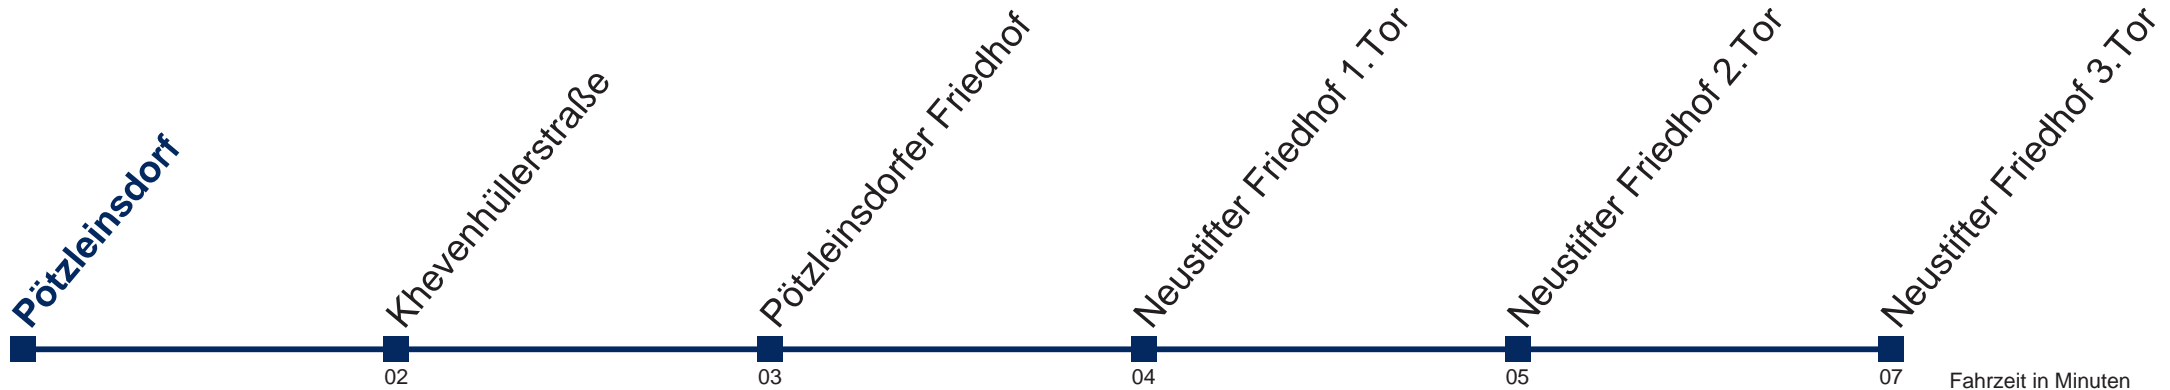 Pötzleinsdorf
Khevenhüllerstraße
Pötzleinsdorfer Friedhof
Neustifter Friedhof 1.Tor
Neustifter Friedhof 2.Tor
Neustifter Friedhof 3.Tor
02
03
04
05
07
Fahrzeit in Minuten